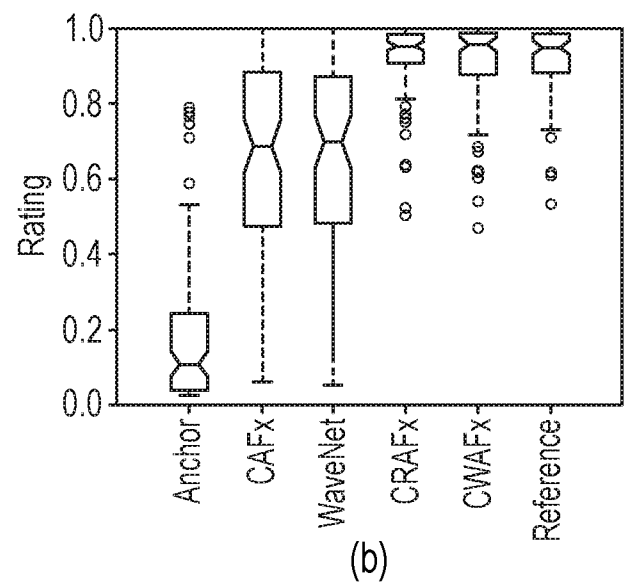 Rating
1.0
0.8
0.6
0.4
0.2
0.0
Anchor
CAFx
WaveNet
CRAFx
CWAFx
Reference
(b)